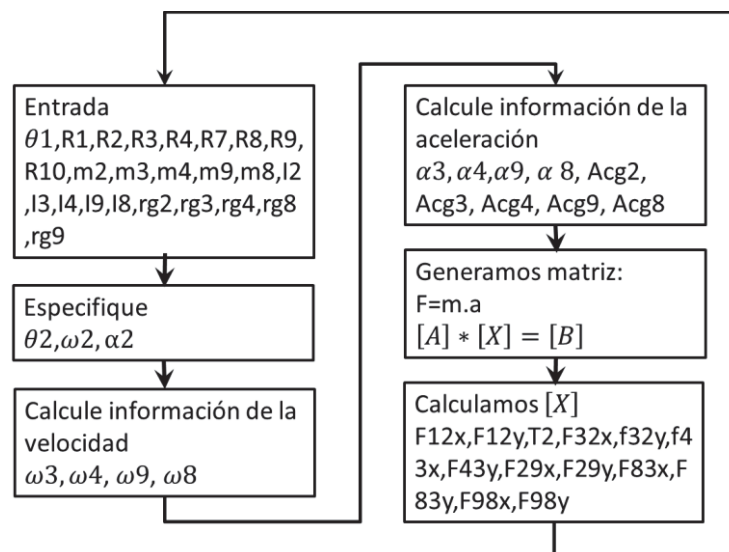 Entrada
θ1,R1,R2,R3,R4,R7,R8,R9,
R10,m2,m3,m4,m9,m8,I2
,I3,I4,I9,I8,rg2,rg3,rg4,rg8
,rg9
Especifique
θ2,ω2,α2
Calcule información de la
velocidad
ω3,ω4, ω9, ω8
Calcule información de la
aceleración
α3,α4,α9, α 8, Acg2,
Acg3, Acg4, Acg9, Acg8
Generamos matriz:
F=m.a
[A] ∗ [X] = [B]
Calculamos [X]
F12x,F12y,T2,F32x,f32y,f4
3x,F43y,F29x,F29y,F83x,F
83y,F98x,F98y